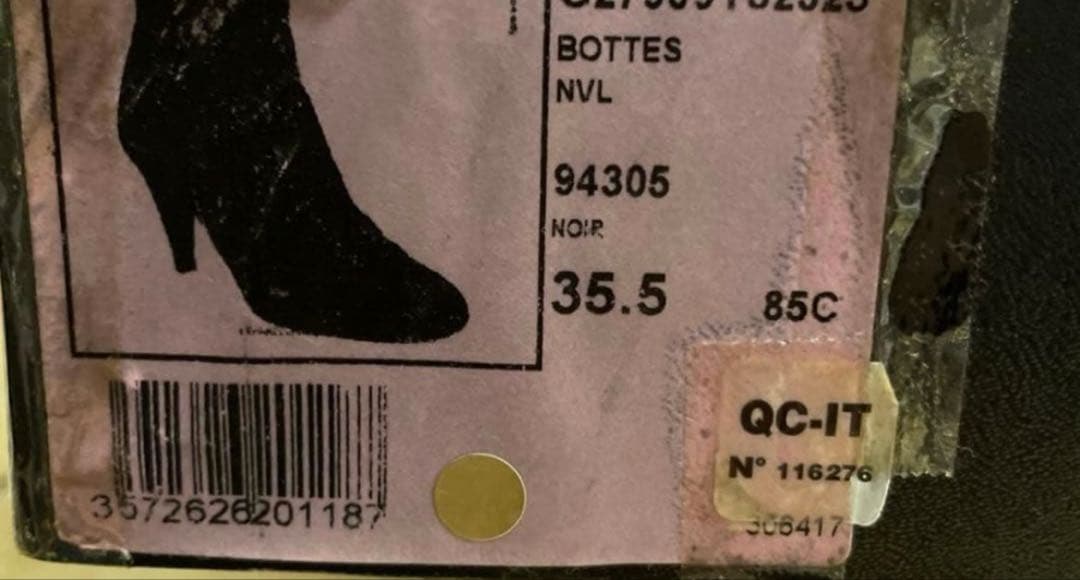 BOTTES
NVL
94305
NOIR
35.5
85C
QC-IT
N° 116276
306417
3572626201187